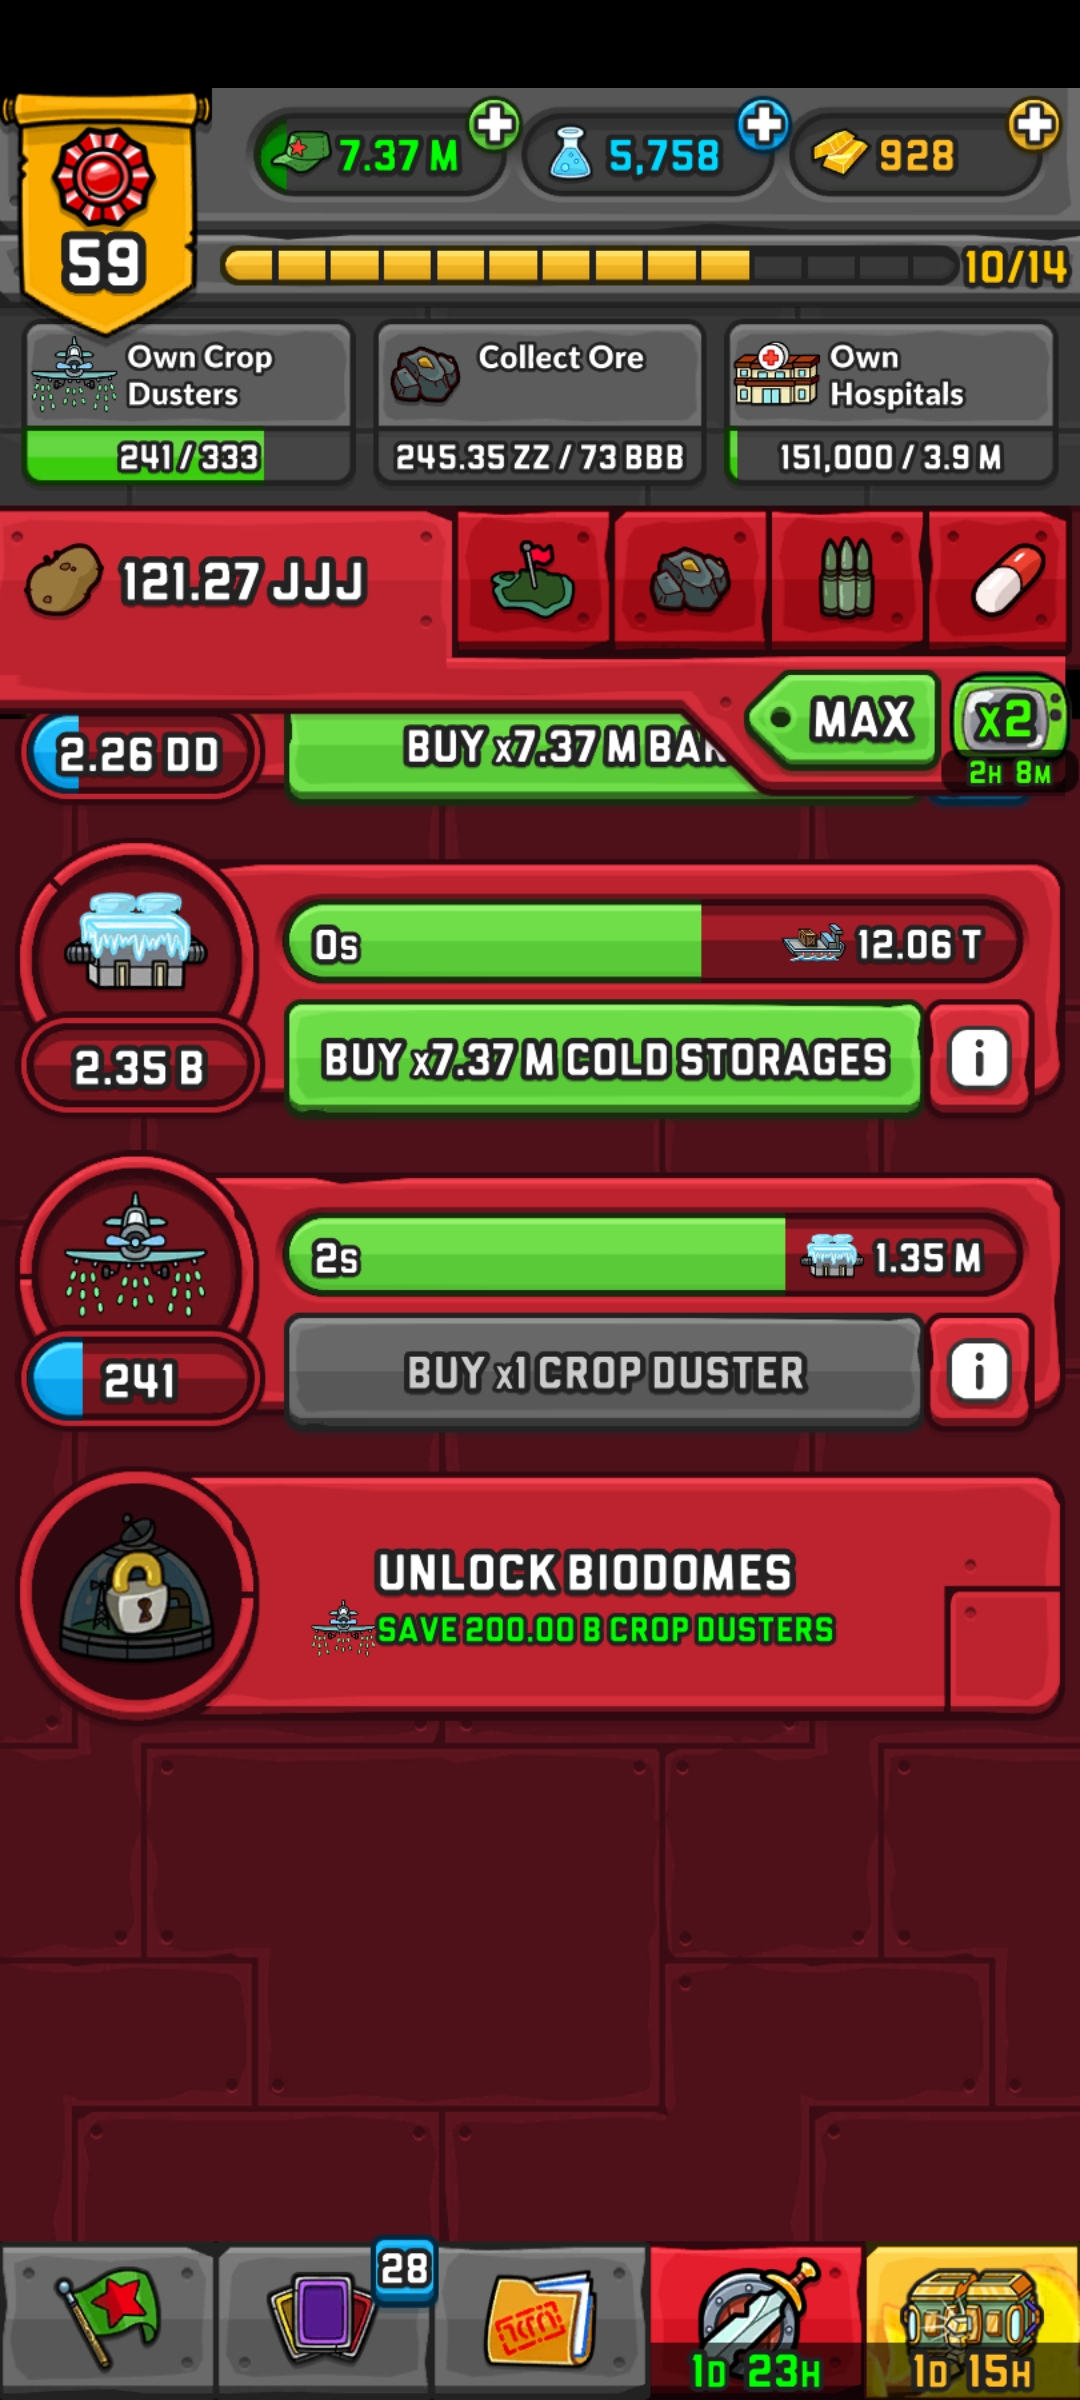 7.37 M
5,758
928
59
10/14
Own Crop
Dusters
241/333
Collect Ore
245.35 ZZ / 73 BBB
Own
Hospitals
151,000 / 3.9 M
121.27 JJJ
MAX
x2
2H 8M
2.26 DD
BUY x7.37 M
0s
12.06 T
2.35 B
BUY x7.37 M COLD STORAGES
i
2s
1.35 M
241
BUY x1 CROP DUSTER
i
UNLOCK BIODOMES
SAVE 200.00 B CROP DUSTERS
28
1D 23H
1D 15H